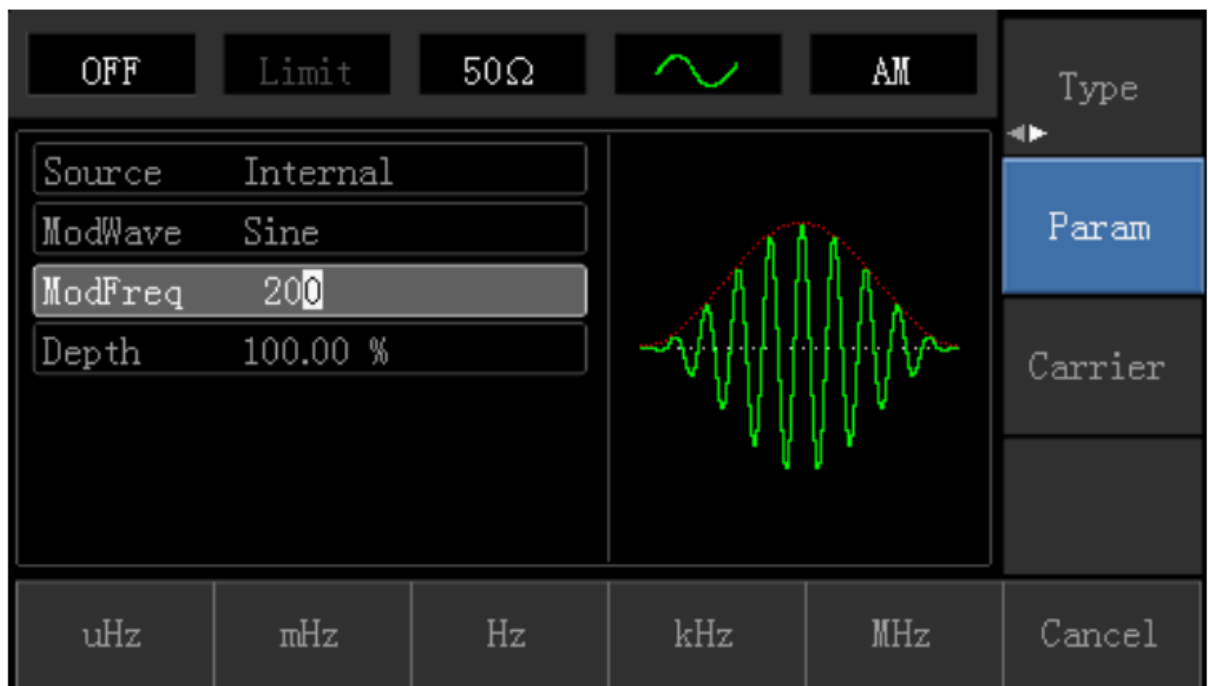 OFF Limit 50Ω AM
Type
Source Internal
ModWave Sine
Param
ModFreq 200
Depth 100.00 %
Carrier
uHz mHz Hz kHz MHz Cancel